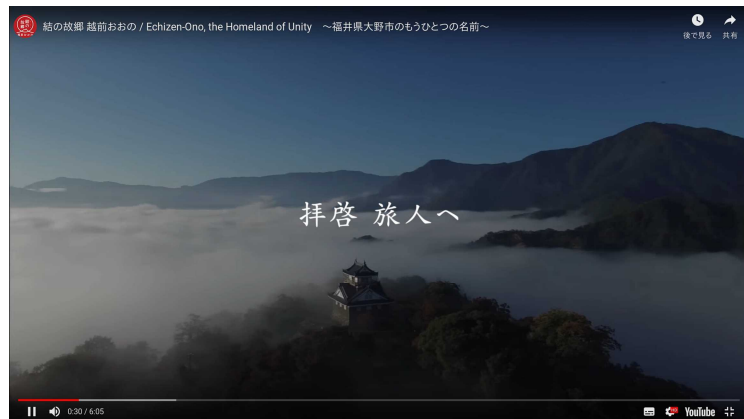 結の故郷 越前おおの / Echizen-Ono, the Homeland of Unity　～福井県大野市のもうひとつの名前～
後で見る
共有
拝啓 旅人へ
0:30 / 6:05
YouTube